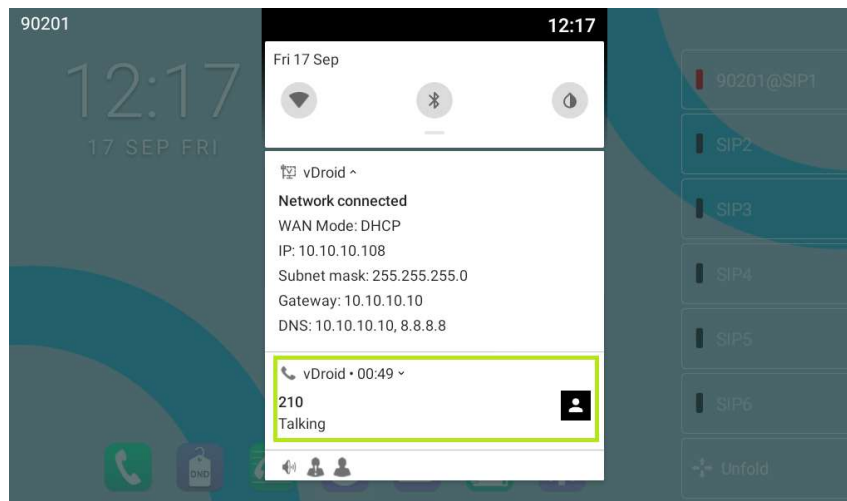 90201
12:17
12:17
17 SEP FRI
Fri 17 Sep
vDroid
Network connected
WAN Mode: DHCP
IP: 10.10.10.108
Subnet mask: 255.255.255.0
Gateway: 10.10.10.10
DNS: 10.10.10.10, 8.8.8.8
vDroid • 00:49
210
Talking
90201@SIP1
SIP2
SIP3
SIP4
SIP5
SIP6
Unfold
DND